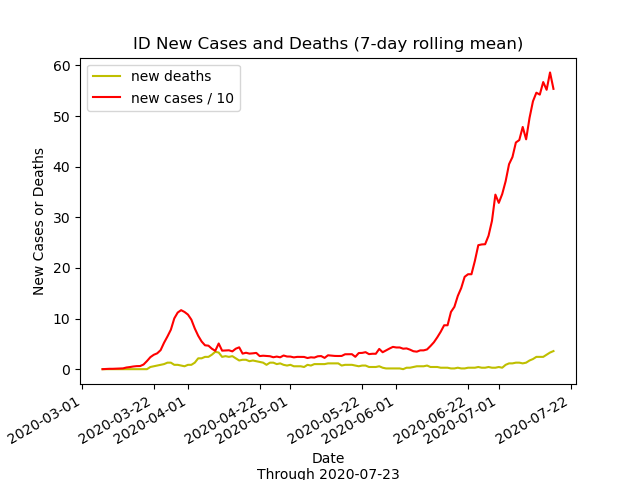 ID New Cases and Deaths (7-day rolling mean)
new deaths
new cases / 10
60
50
40
30
20
10
0
New Cases or Deaths
2020-03-01
2020-03-22
2020-04-01
2020-04-22
2020-05-01
2020-05-22
2020-06-01
2020-06-22
2020-07-01
2020-07-22
Date
Through 2020-07-23